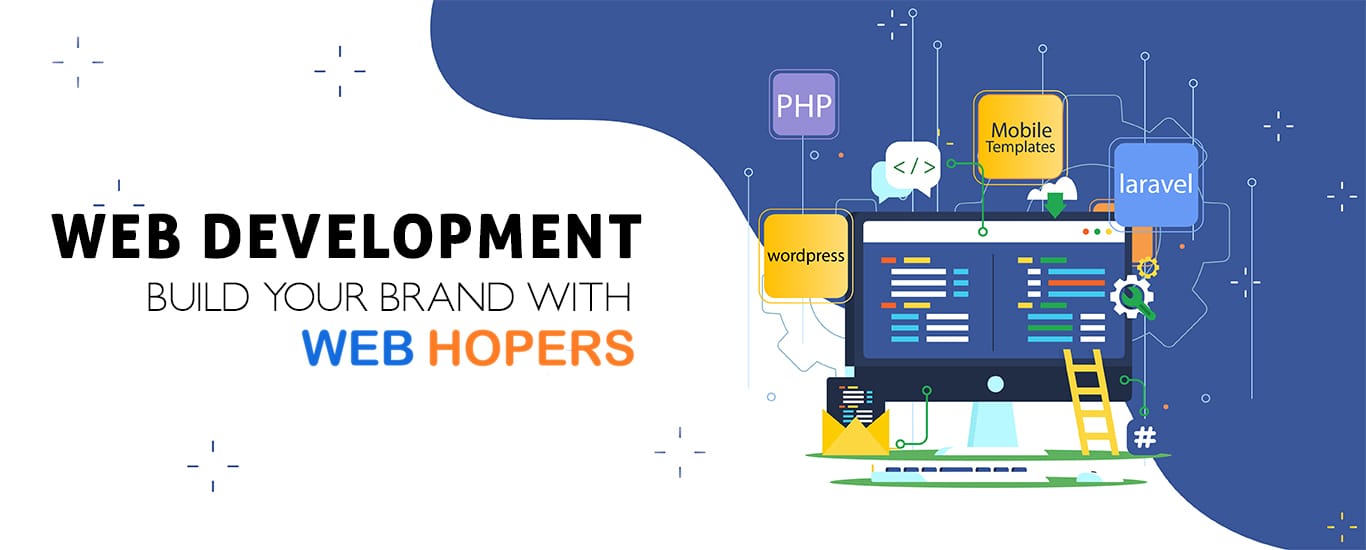 WEB DEVELOPMENT
BUILD YOUR BRAND WITH
WEB HOPERS
PHP
</>
Mobile
Templates
laravel
wordpress
#